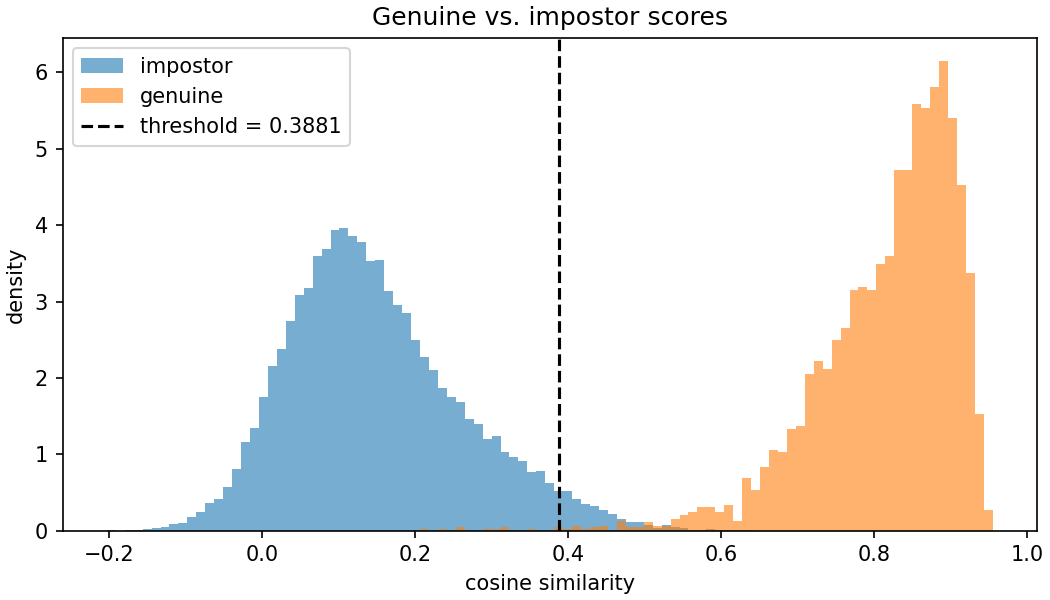 Genuine vs. impostor scores
impostor
genuine
threshold = 0.3881
density
6
5
4
3
2
1
0
−0.2
0.0
0.2
0.4
0.6
0.8
1.0
cosine similarity